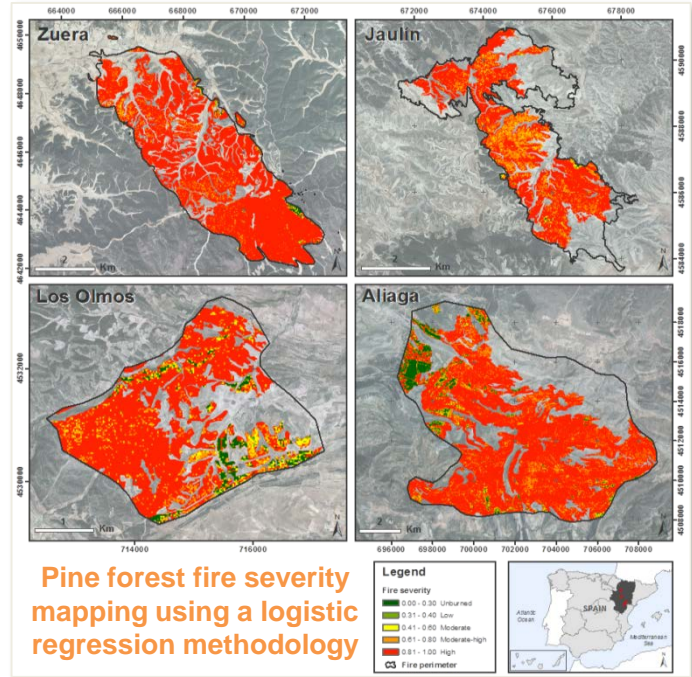 664000 666000 668000 670000 672000
672000 674000 676000 678000
Zuera
Jaulín
4650000
4648000
4646000
4644000
4642000
4590000
4588000
4586000
4584000
2 Km
2 Km
N
N
Los Olmos
Aliaga
4532000
4530000
4518000
4516000
4514000
4512000
4510000
4508000
1 Km
2 Km
N
N
714000 716000
696000 698000 700000 702000 704000 706000 708000
Pine forest fire severity
mapping using a logistic
regression methodology
Legend
Fire severity
0.00 - 0.30 Unburned
0.31 - 0.40 Low
0.41 - 0.60 Moderate
0.61 - 0.80 Moderate-high
0.81 - 1.00 High
Fire perimeter
Atlantic
Ocean
SPAIN
Mediterranean
Sea
N